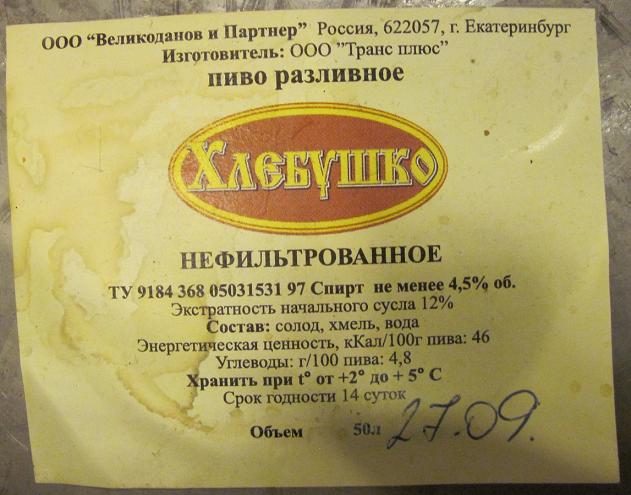 ООО “Великоданов и Партнер” Россия, 622057, г. Екатеринбург
Изготовитель: ООО ”Транс плюс”
пиво разливное
Хлебушко
НЕФИЛЬТРОВАННОЕ
ТУ 9184 368 05031531 97 Спирт не менее 4,5% об.
Экстратность начального сусла 12%
Состав: солод, хмель, вода
Энергетическая ценность, кКал/100г пива: 46
Углеводы: г/100 пива: 4,8
Хранить при t° от +2° до + 5° С
Срок годности 14 суток
Объем 50л 27.09.